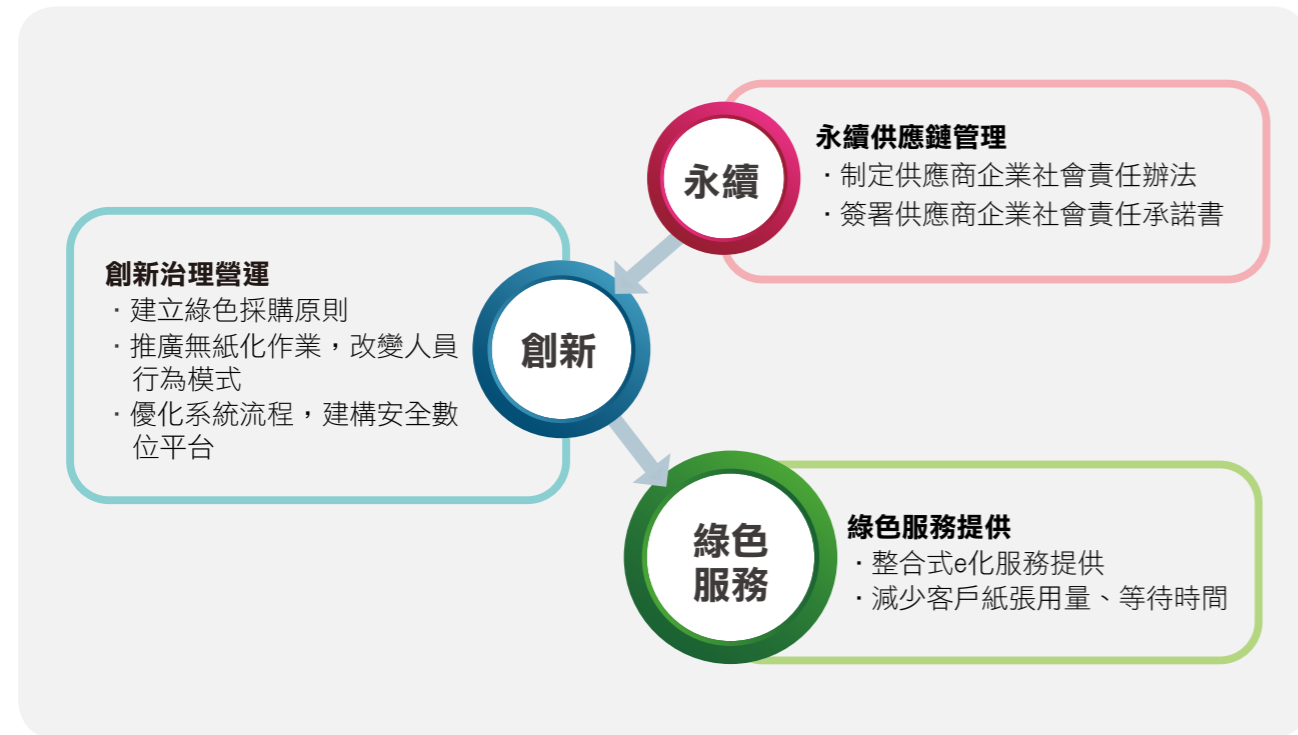 永續
永續供應鏈管理
・制定供應商企業社會責任辦法
・簽署供應商企業社會責任承諾書
創新治理營運
・建立綠色採購原則
・推廣無紙化作業，改變人員
行為模式
・優化系統流程，建構安全數
位平台
創新
綠色
服務
綠色服務提供
・整合式e化服務提供
・減少客戶紙張用量、等待時間